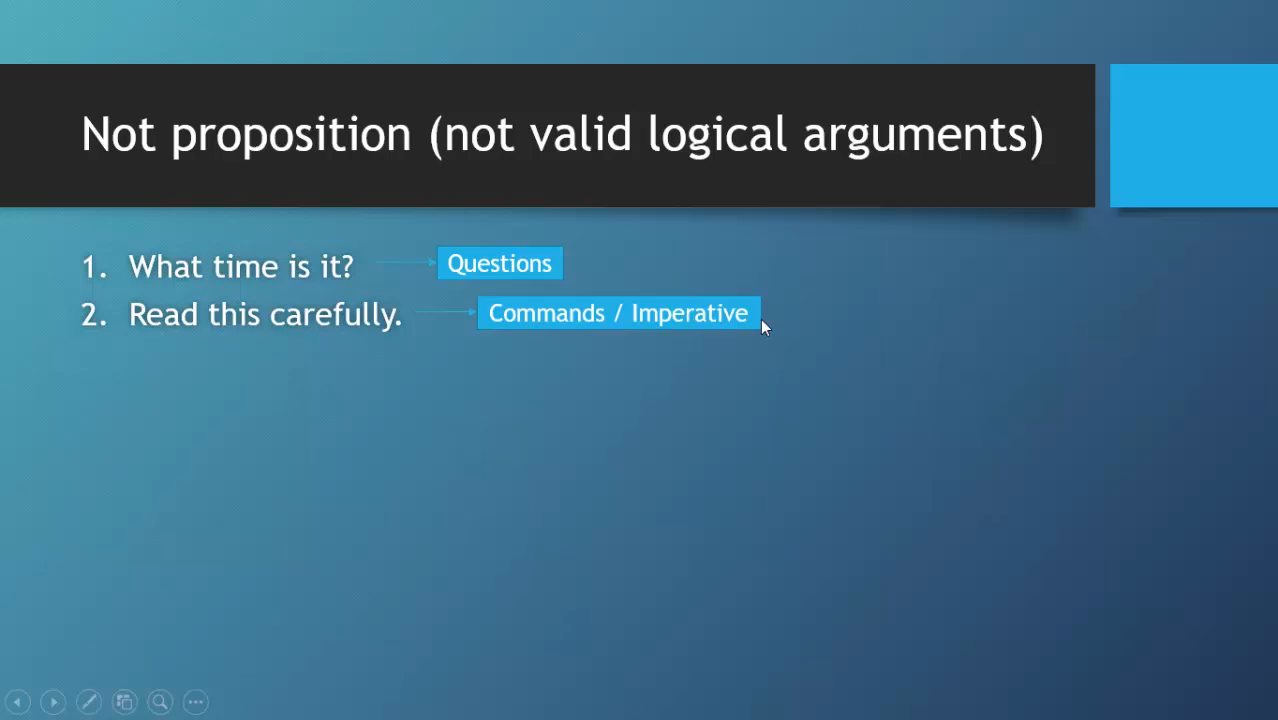 Not proposition (not valid logical arguments)
1. What time is it? Questions
2. Read this carefully. Commands / Imperative